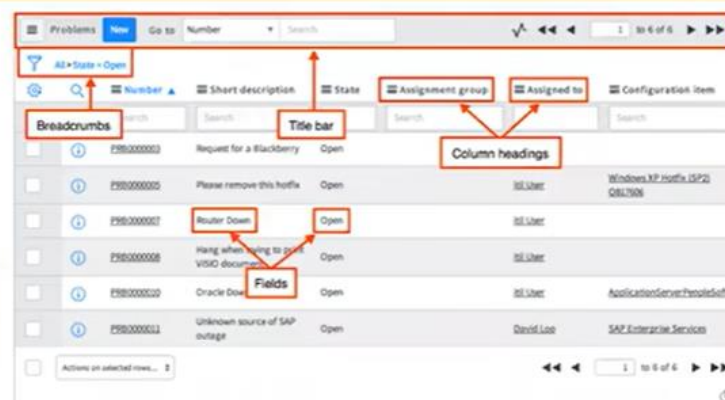 Problems New Go to Number Search 1 to 6 of 6
All > State = Open
Number Short description State Assignment group Assigned to Configuration item
Search Search Search
Breadcrumbs
Title bar
Column headings
PRB0000003 Request for a Blackberry Open
PRB0000005 Please remove this hotfix Open itil User Windows XP Hotfix (SP2)
Q817606
PRB0000007 Router Down Open itil User
PRB0000008 Hang when trying to print Open itil User
VISIO document
Fields
PRB0000010 Oracle Down Open itil User ApplicationServerPeopleSoft
PRB0000011 Unknown source of SAP Open David Loo SAP Enterprise Services
outage
Actions on selected rows... 1 to 6 of 6